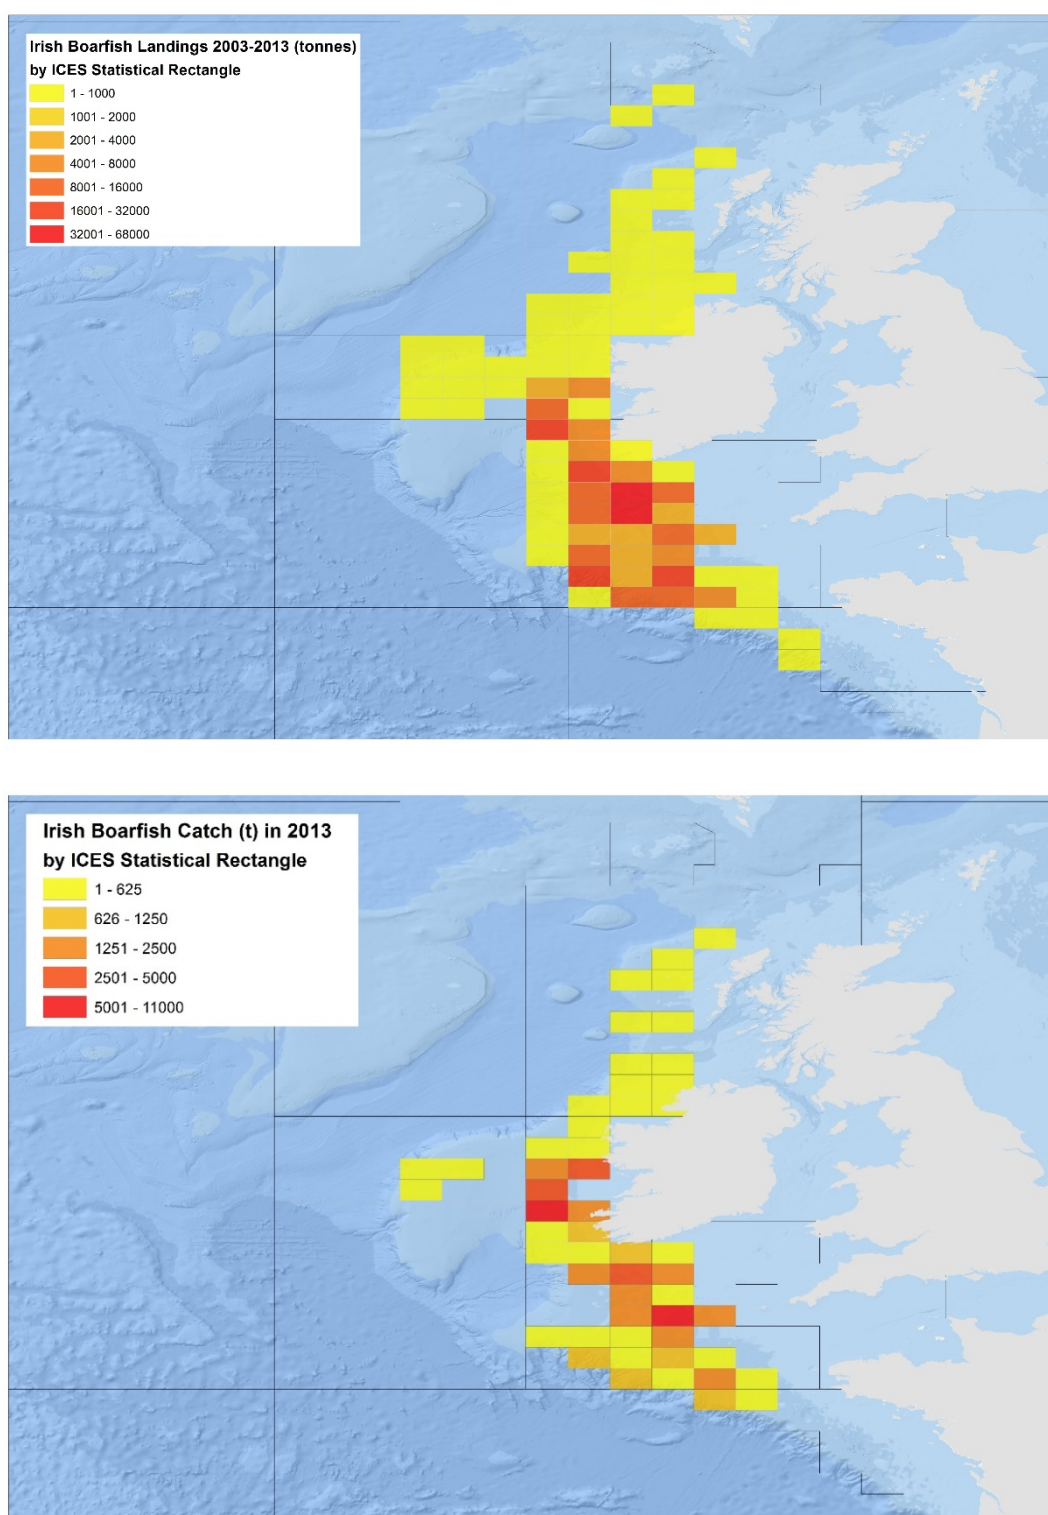 Irish Boarfish Landings 2003-2013 (tonnes)
by ICES Statistical Rectangle
1 - 1000
1001 - 2000
2001 - 4000
4001 - 8000
8001 - 16000
16001 - 32000
32001 - 68000
Irish Boarfish Catch (t) in 2013
by ICES Statistical Rectangle
1 - 625
626 - 1250
1251 - 2500
2501 - 5000
5001 - 11000